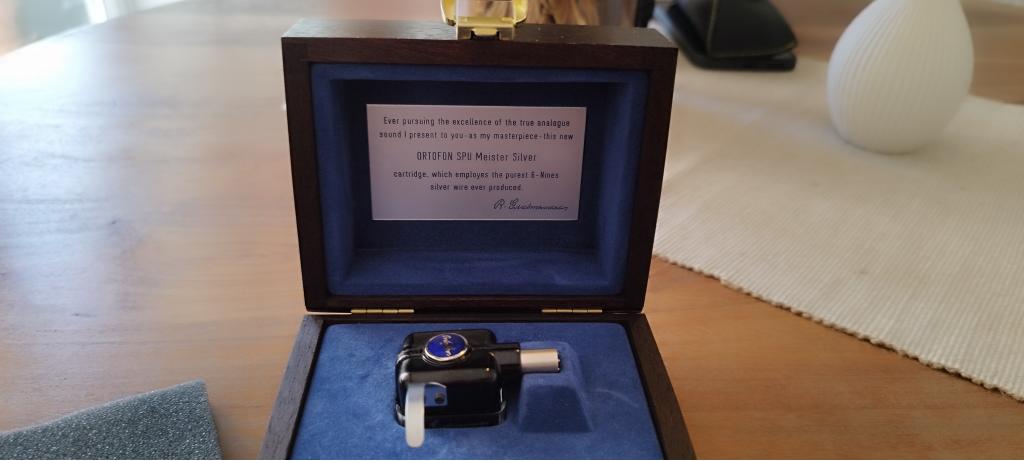 Ever pursuing the excellence of the true analogue
sound I present to you-as my masterpiece-this new
ORTOFON SPU Meister Silver
cartridge, which employes the purest 6-Nines
silver wire ever produced.